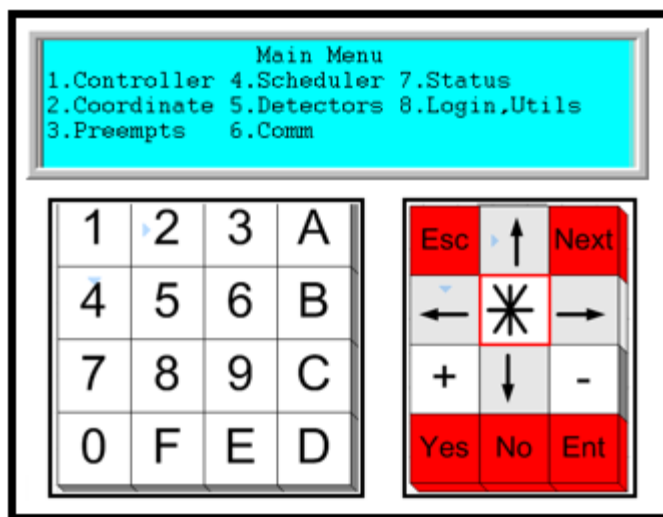 Main Menu
1.Controller 4.Scheduler 7.Status
2.Coordinate 5.Detectors 8.Login,Utils
3.Preempts 6.Comm
1 2 3 A
4 5 6 B
7 8 9 C
0 F E D
Esc Next
+ -
Yes No Ent